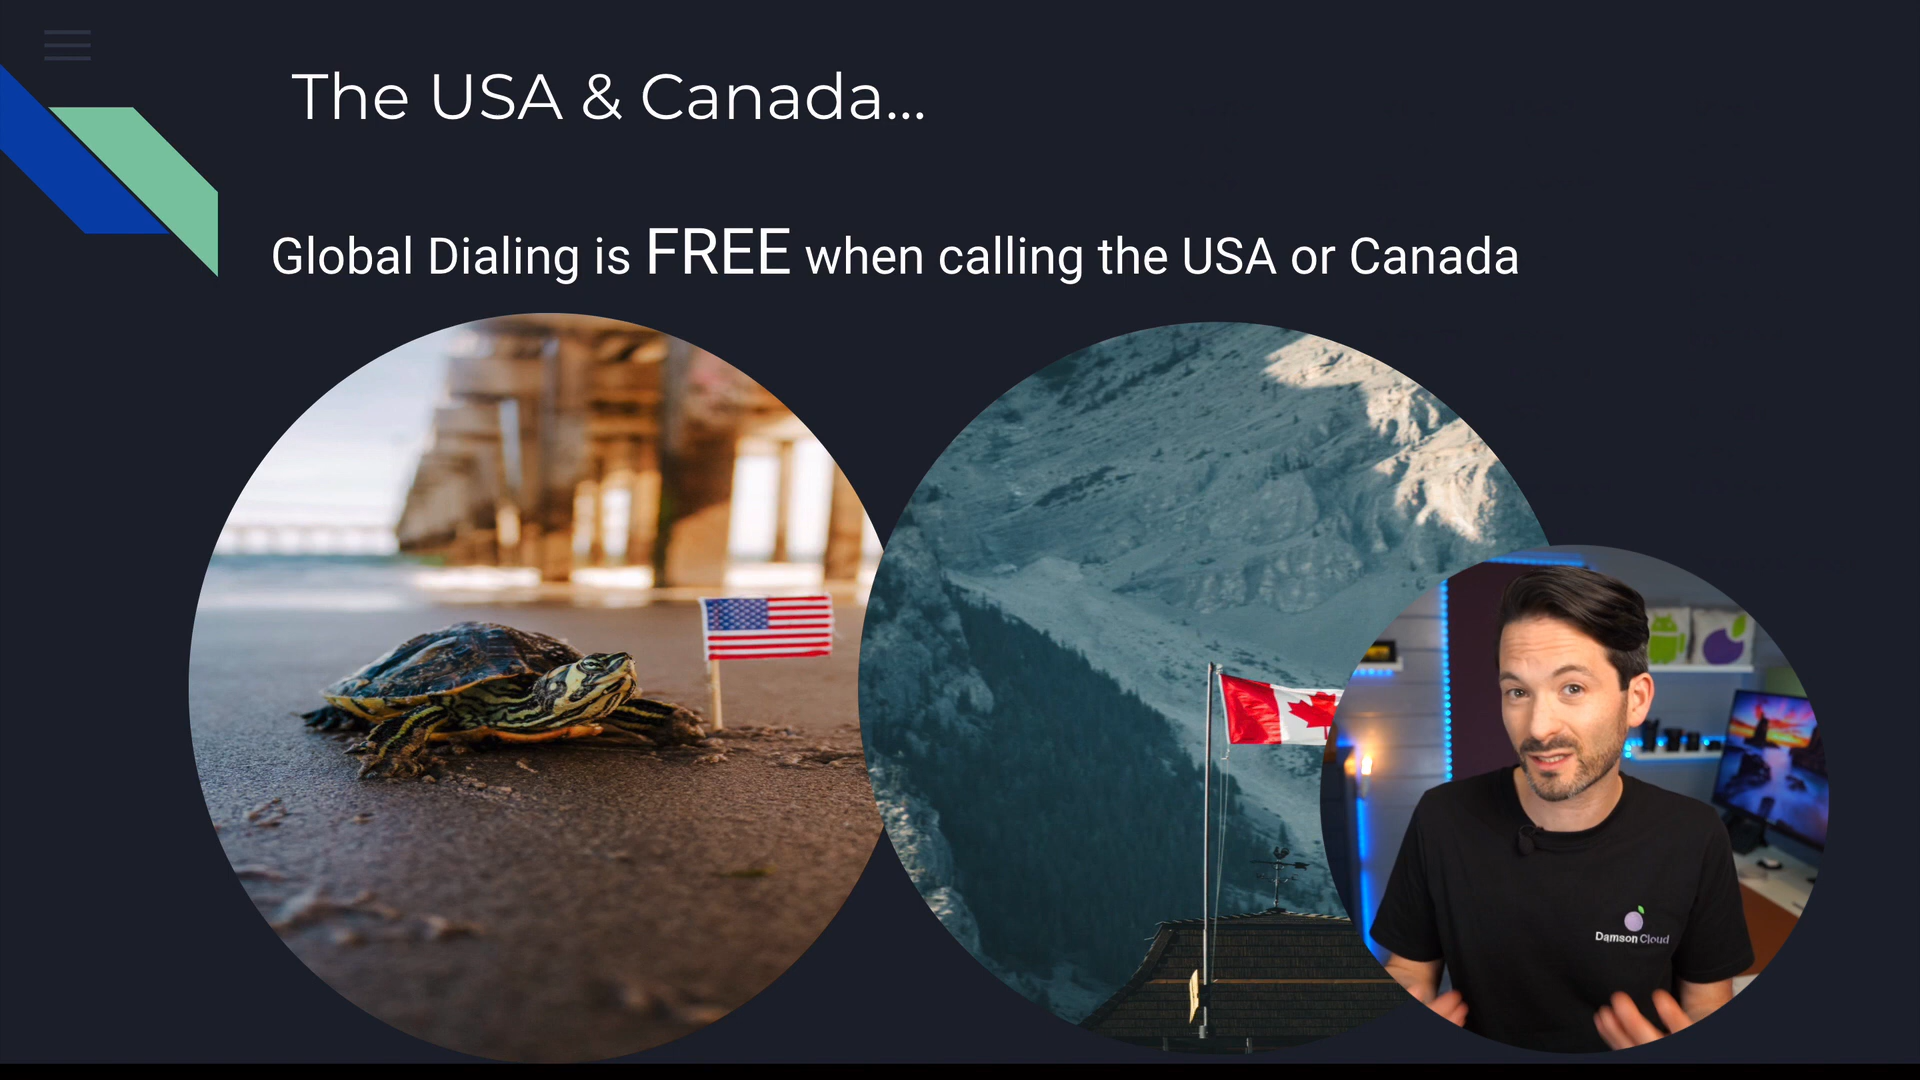 The USA & Canada...
Global Dialing is FREE when calling the USA or Canada
Damson Cloud